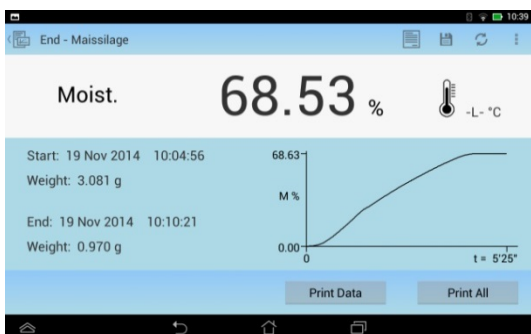 10:39
End - Maissilage
Moist. 68.53 % -L- °C
Start: 19 Nov 2014 10:04:56
Weight: 3.081 g
End: 19 Nov 2014 10:10:21
Weight: 0.970 g
68.63
M %
0.00
0
t = 5'25"
Print Data
Print All